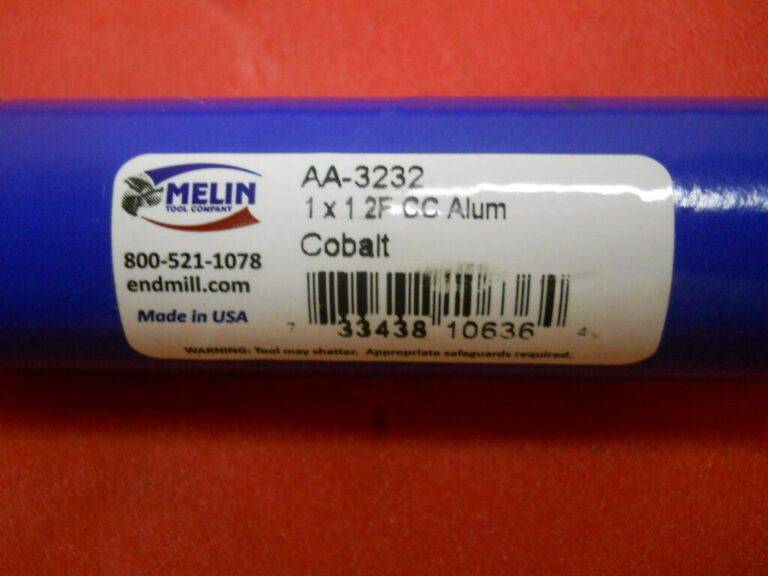 MELIN
TOOL COMPANY
800-521-1078
endmill.com
Made in USA
AA-3232
1 x 1 2F CC Alum
Cobalt
7 33438 10636 4
WARNING: Tool may shatter. Appropriate safeguards required.